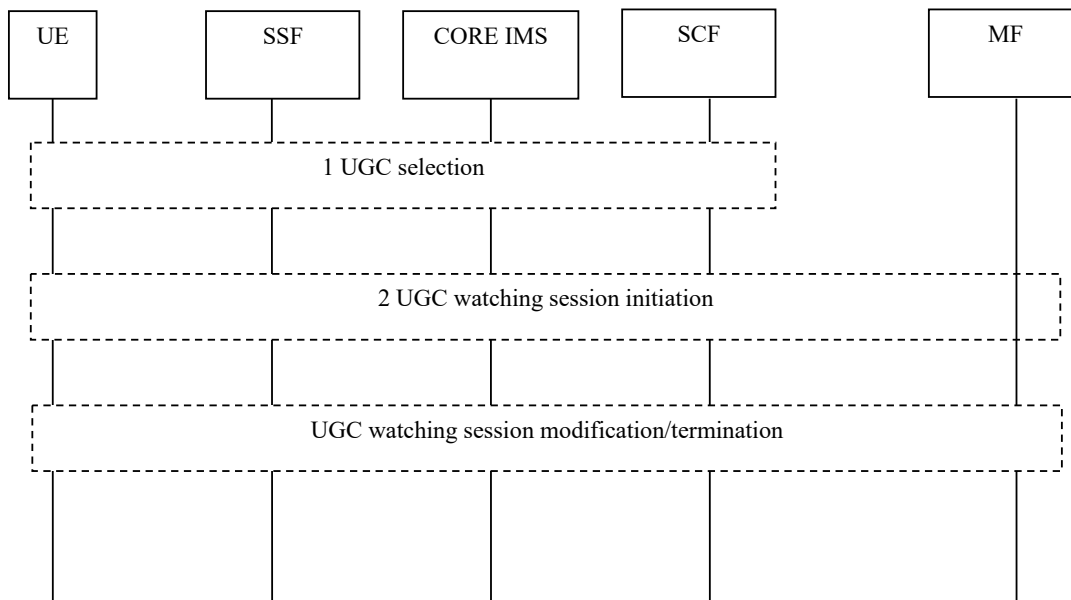 UE
SSF
CORE IMS
SCF
MF
1 UGC selection
2 UGC watching session initiation
UGC watching session modification/termination